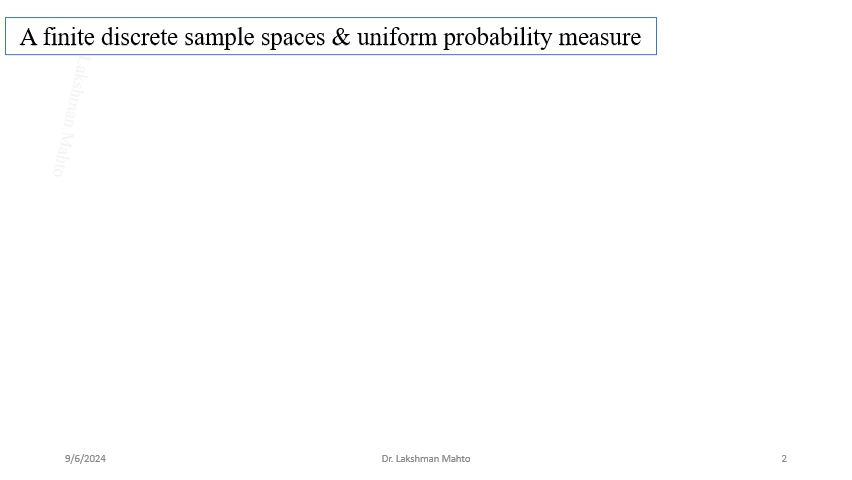 A finite discrete sample spaces & uniform probability measure
Lakshman Mahto
9/6/2024
Dr. Lakshman Mahto
2